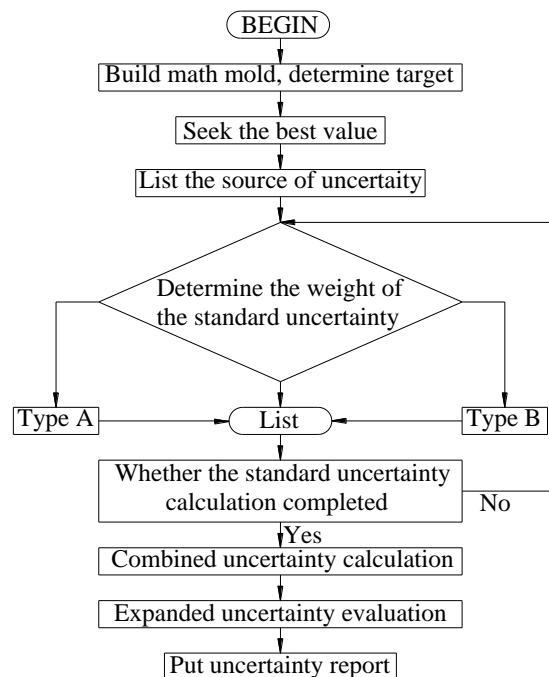 BEGIN
Build math mold, determine target
Seek the best value
List the source of uncertaity
Determine the weight of
the standard uncertainty
Type A
List
Type B
Whether the standard uncertainty
calculation completed
No
Yes
Combined uncertainty calculation
Expanded uncertainty evaluation
Put uncertainty report